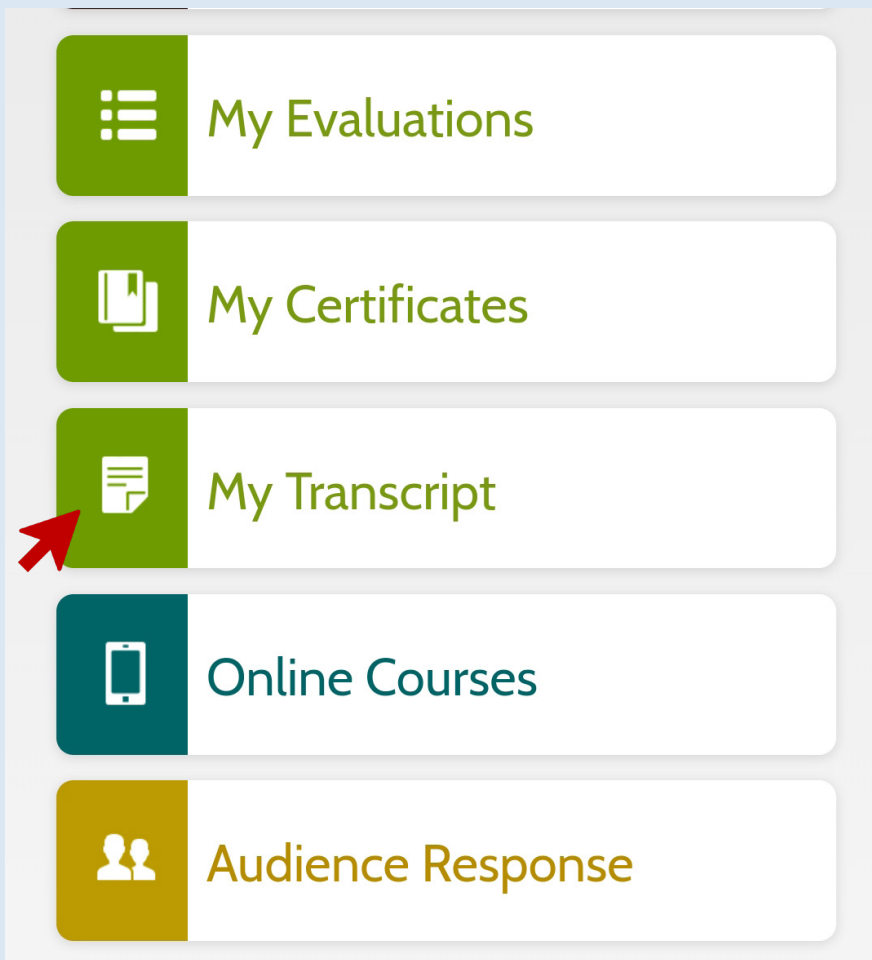 My Evaluations
My Certificates
My Transcript
Online Courses
Audience Response